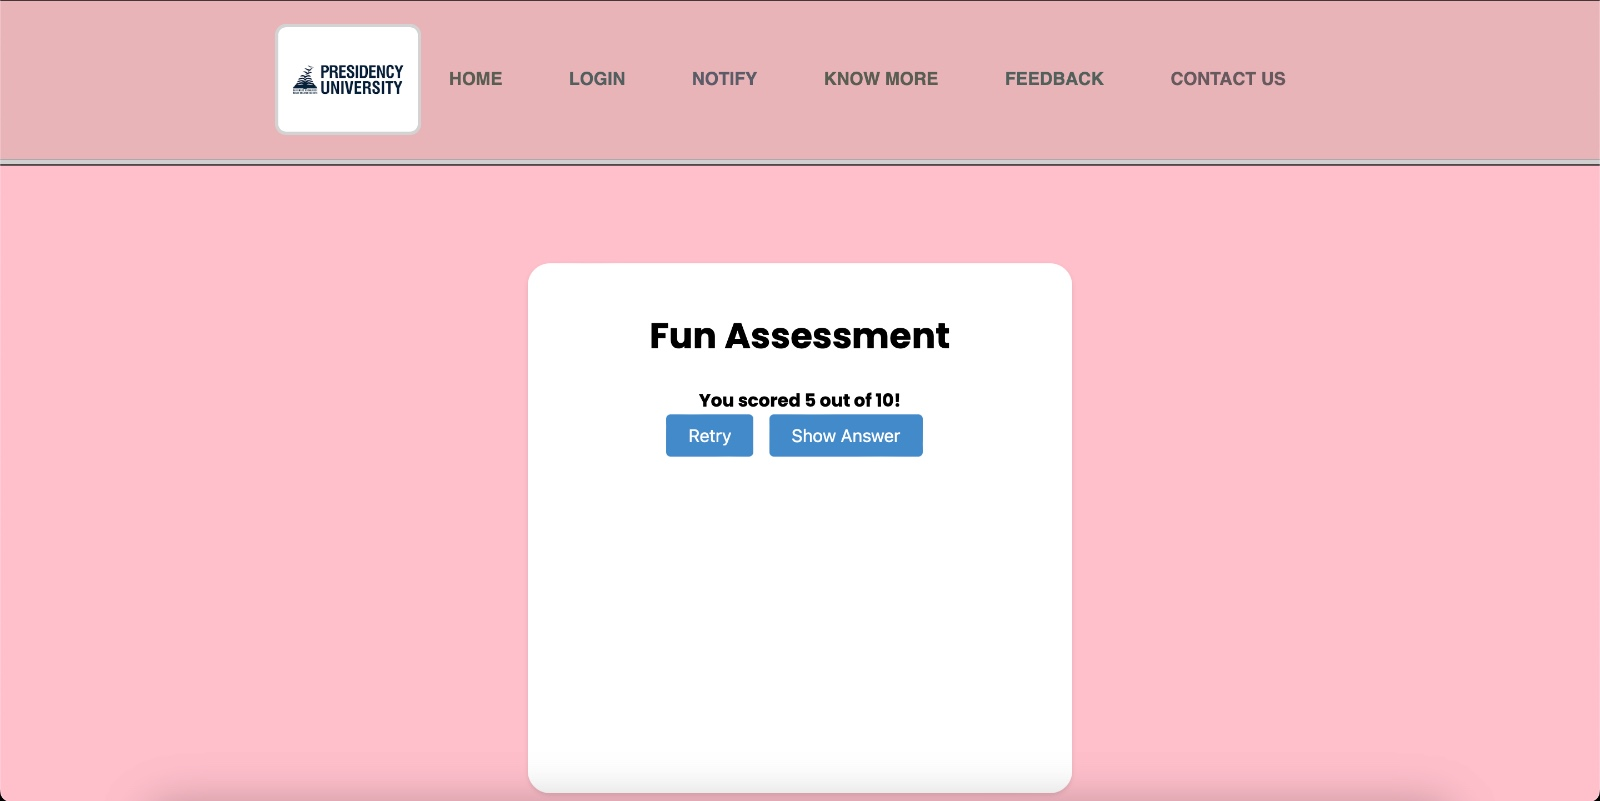 PRESIDENCY
UNIVERSITY
HOME LOGIN NOTIFY KNOW MORE FEEDBACK CONTACT US
Fun Assessment
You scored 5 out of 10!
Retry Show Answer